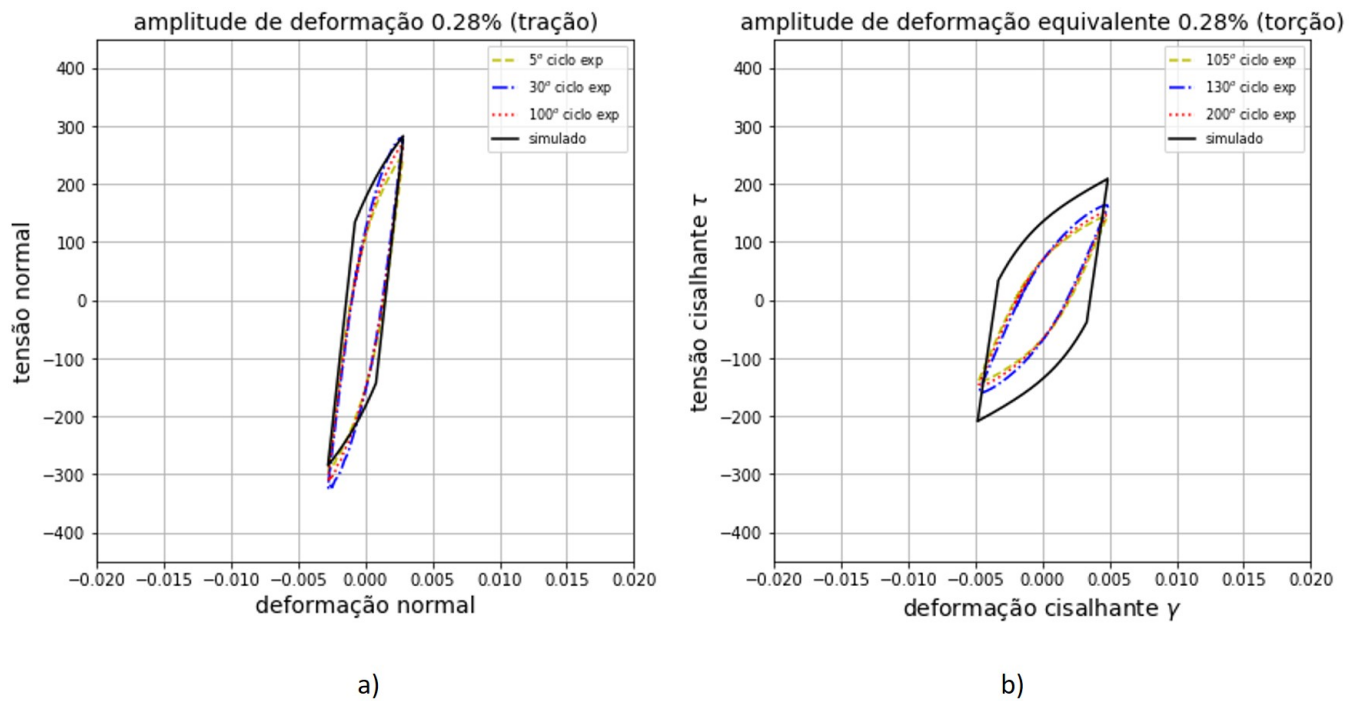 amplitude de deformação 0.28% (tração)
400
300
200
100
0
−100
−200
−300
−400
tensão normal
5º ciclo exp
30º ciclo exp
100º ciclo exp
simulado
−0.020 −0.015 −0.010 −0.005 0.000 0.005 0.010 0.015 0.020
deformação normal
a)
amplitude de deformação equivalente 0.28% (torção)
400
300
200
100
0
−100
−200
−300
−400
tensão cisalhante τ
105º ciclo exp
130º ciclo exp
200º ciclo exp
simulado
−0.020 −0.015 −0.010 −0.005 0.000 0.005 0.010 0.015 0.020
deformação cisalhante γ
b)